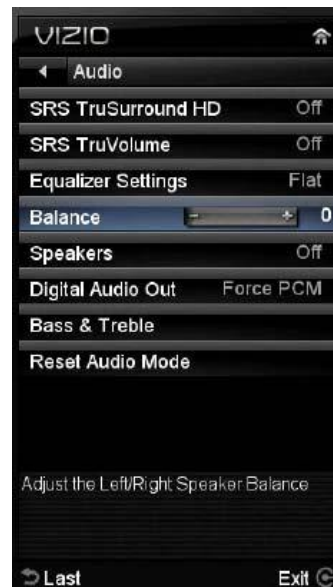 VIZIO
Audio
SRS TruSurround HD Off
SRS TruVolume Off
Equalizer Settings Flat
Balance - + 0
Speakers Off
Digital Audio Out Force PCM
Bass & Treble
Reset Audio Mode
Adjust the Left/Right Speaker Balance
Last Exit